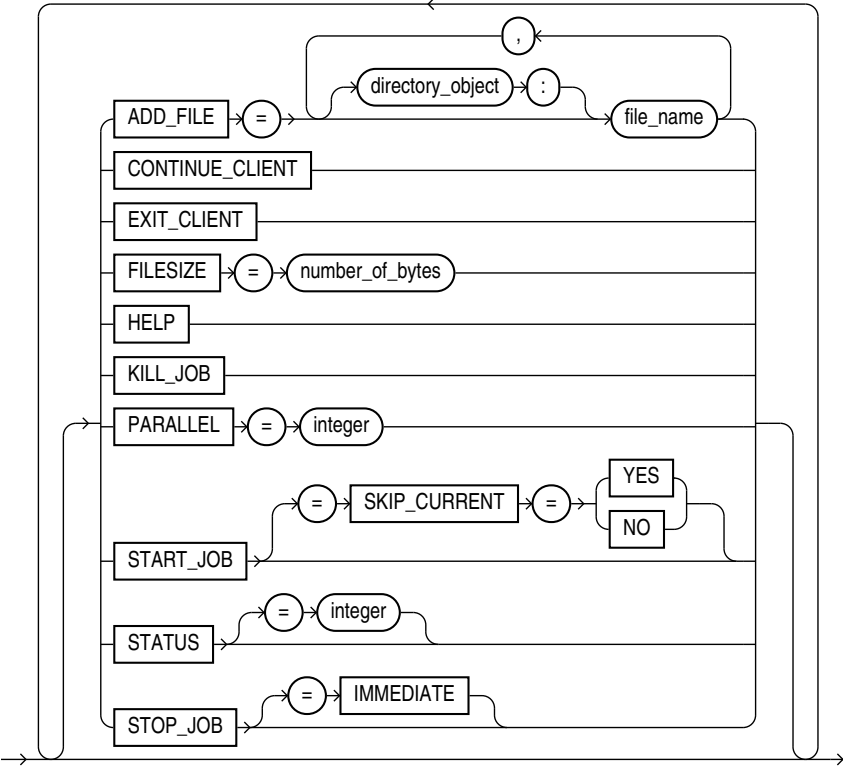 ,
directory_object :
ADD_FILE = file_name
CONTINUE_CLIENT
EXIT_CLIENT
FILESIZE = number_of_bytes
HELP
KILL_JOB
PARALLEL = integer
YES
= SKIP_CURRENT =
NO
START_JOB
= integer
STATUS
= IMMEDIATE
STOP_JOB